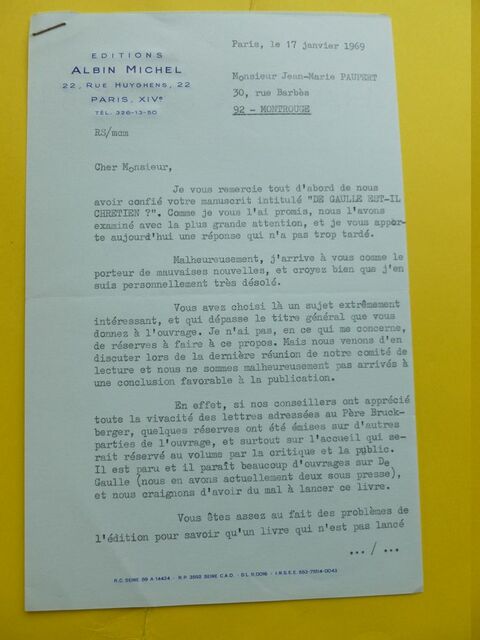 EDITIONS
ALBIN MICHEL
22, RUE HUYGHENS, 22
PARIS, XIVe
TÉL. 326-13-50
Paris, le 17 janvier 1969
Monsieur Jean-Marie PAUPERT
30, rue Barbès
92 - MONTROUGE
RS/mcm
Cher Monsieur,
Je vous remercie tout d'abord de nous
avoir confié votre manuscrit intitulé "DE GAULLE EST-IL
CHRETIEN ?". Comme je vous l'ai promis, nous l'avons
examiné avec la plus grande attention, et je vous appor-
te aujourd'hui une réponse qui n'a pas trop tardé.
Malheureusement, j'arrive à vous comme le
porteur de mauvaises nouvelles, et croyez bien que j'en
suis personnellement très désolé.
Vous avez choisi là un sujet extrêmement
intéressant, et qui dépasse le titre général que vous
donnez à l'ouvrage. Je n'ai pas, en ce qui me concerne,
de réserves à faire à ce propos. Mais nous venons d'en
discuter lors de la dernière réunion de notre comité de
lecture et nous ne sommes malheureusement pas arrivés à
une conclusion favorable à la publication.
En effet, si nos conseillers ont apprécié
toute la vivacité des lettres adressées au Père Bruck-
berger, quelques réserves ont été émises sur d'autres
parties de l'ouvrage, et surtout sur l'accueil qui se-
rait réservé au volume par la critique et la public.
Il est paru et il paraît beaucoup d'ouvrages sur De
Gaulle (nous en avons actuellement deux sous presse),
et nous craignons d'avoir du mal à lancer ce livre.
Vous êtes assez au fait des problèmes de
l'édition pour savoir qu'un livre qui n'est pas lancé
... / ...
R.C. SEINE 59 A 14424 - R.P. 3552 SEINE C.A.O. -